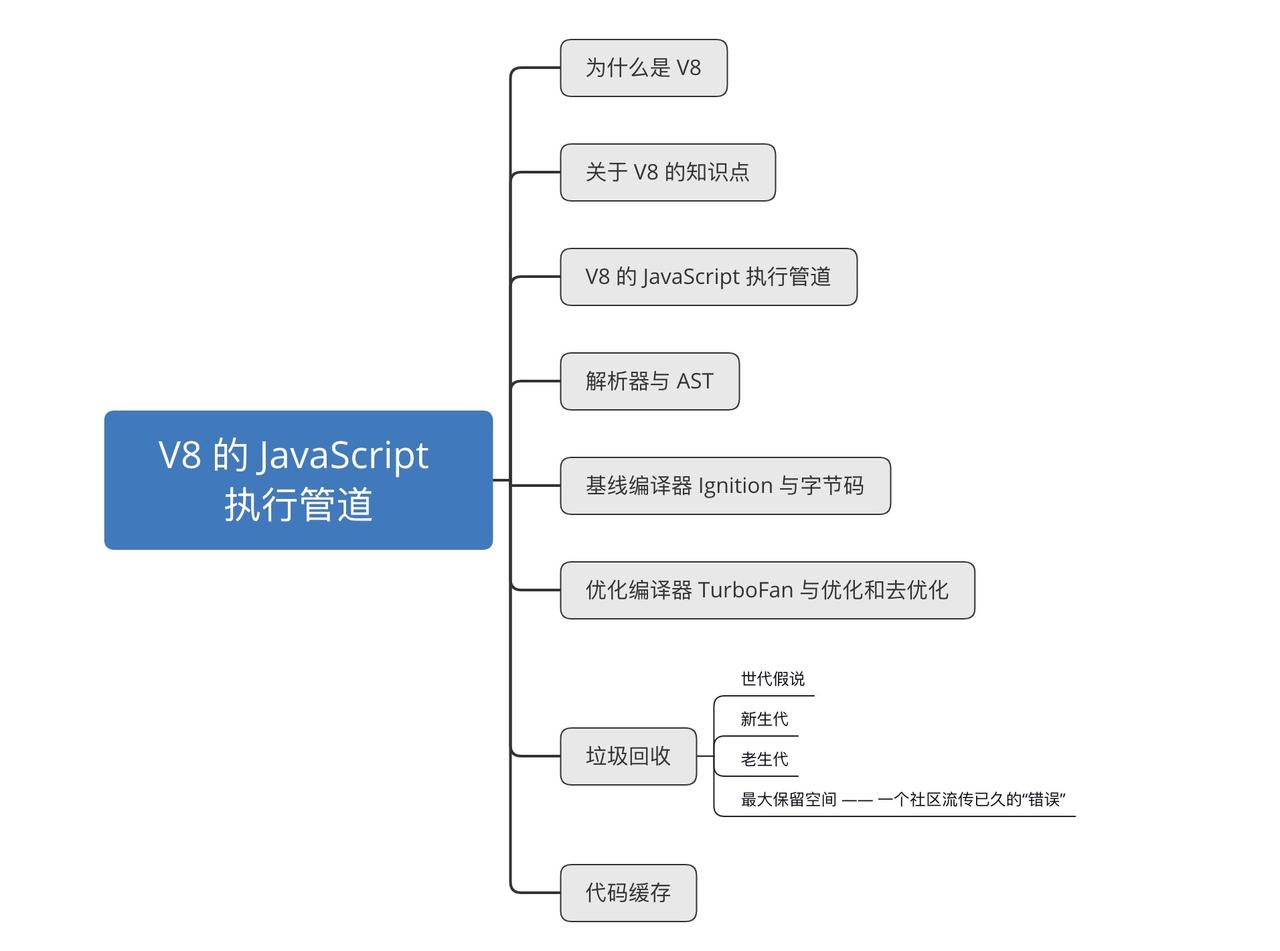 V8 的 JavaScript
执行管道
为什么是 V8
关于 V8 的知识点
V8 的 JavaScript 执行管道
解析器与 AST
基线编译器 Ignition 与字节码
优化编译器 TurboFan 与优化和去优化
垃圾回收
世代假说
新生代
老生代
最大保留空间 —— 一个社区流传已久的“错误”
代码缓存